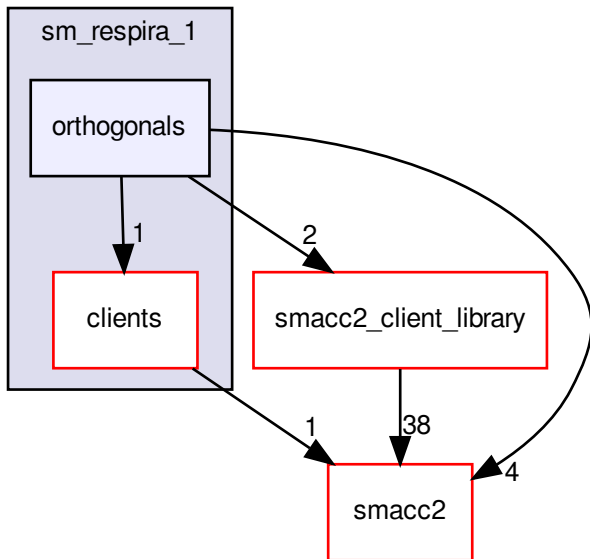 sm_respira_1
orthogonals
1
2
clients
smacc2_client_library
1
38
4
smacc2